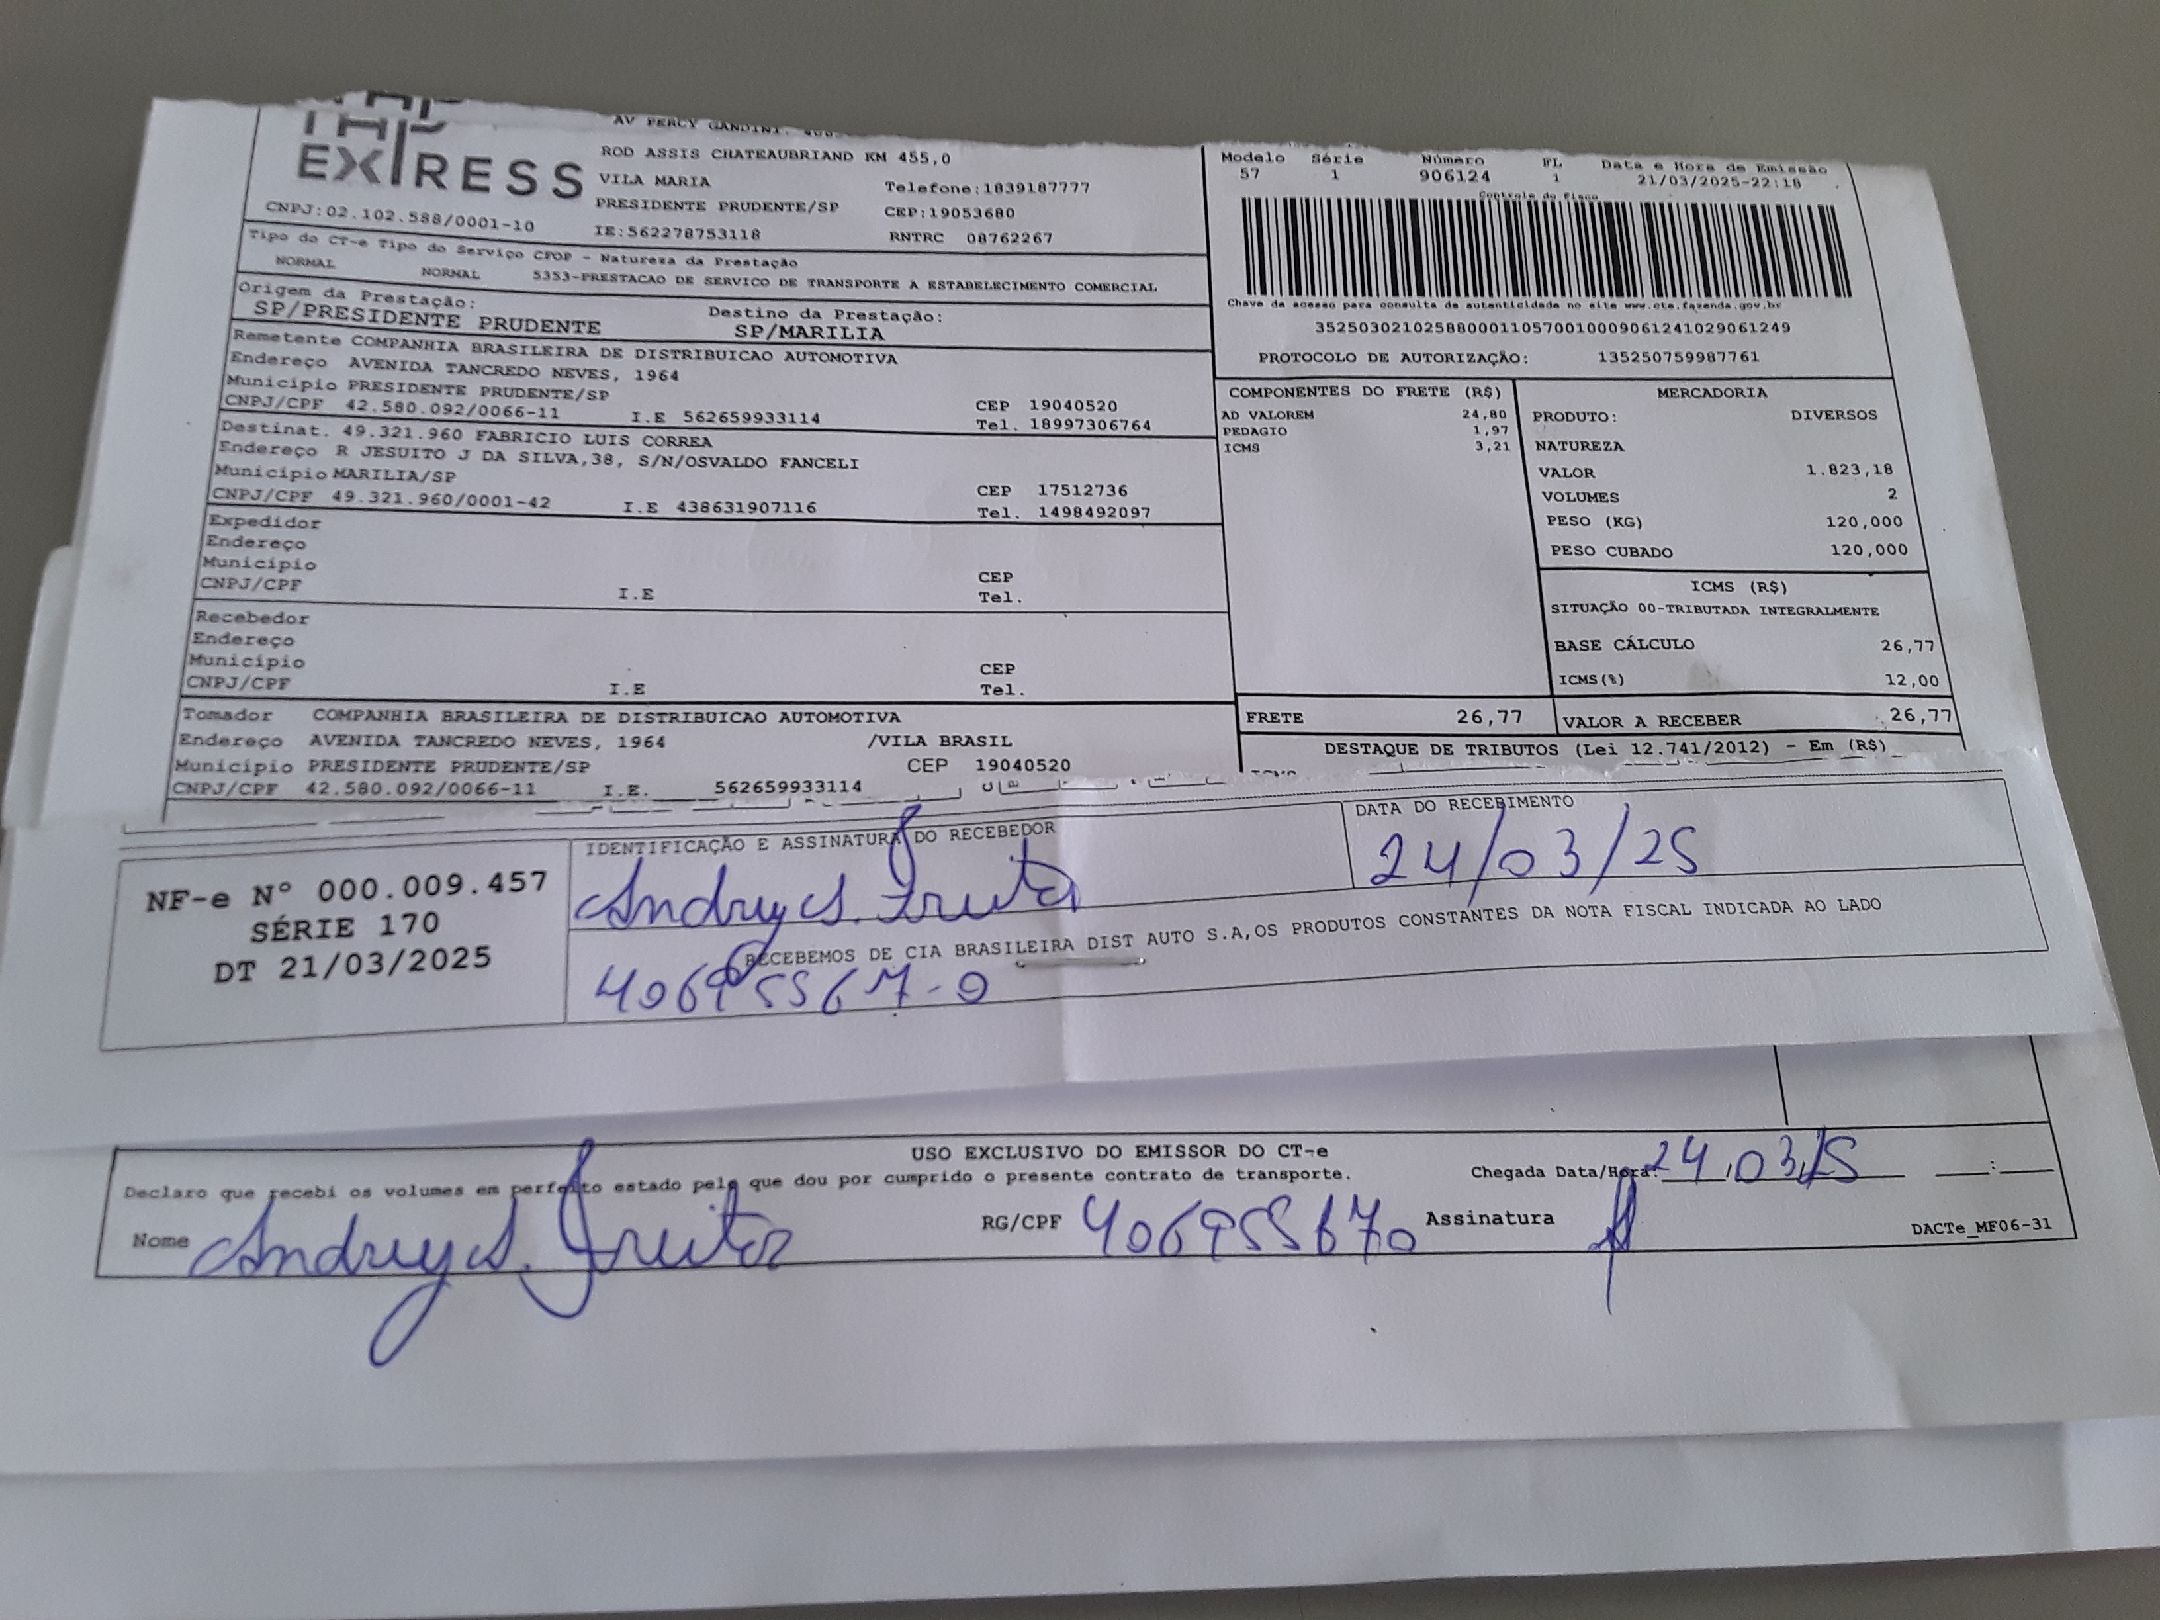 EXPRESS
AV PERCY GANDINI,
ROD ASSIS CHATEAUBRIAND KM 455,0
VILA MARIA
Telefone:1839187777
PRESIDENTE PRUDENTE/SP
CEP:19053680
CNPJ:02.102.588/0001-10
IE:562278753118
RNTRC 08762267
Modelo Série Número FL Data e Hora de Emissão
57 1 906124 1 21/03/2025-22:18
Controle do Fisco
Chave de acesso para consulta de autenticidade no site www.cte.fazenda.gov.br
35250302102588000110570010009061241029061249
PROTOCOLO DE AUTORIZAÇÃO: 135250759987761
Tipo do CT-e Tipo do Serviço CFOP - Natureza da Prestação
NORMAL NORMAL 5353-PRESTACAO DE SERVICO DE TRANSPORTE A ESTABELECIMENTO COMERCIAL
Origem da Prestação: Destino da Prestação:
SP/PRESIDENTE PRUDENTE SP/MARILIA
Remetente COMPANHIA BRASILEIRA DE DISTRIBUICAO AUTOMOTIVA
Endereço AVENIDA TANCREDO NEVES, 1964
Município PRESIDENTE PRUDENTE/SP CEP 19040520
CNPJ/CPF 42.580.092/0066-11 I.E 562659933114 Tel. 18997306764
Destinat. 49.321.960 FABRICIO LUIS CORREA
Endereço R JESUITO J DA SILVA,38, S/N/OSVALDO FANCELI
Município MARILIA/SP CEP 17512736
CNPJ/CPF 49.321.960/0001-42 I.E 438631907116 Tel. 1498492097
Expedidor
Endereço
Município CEP
CNPJ/CPF I.E Tel.
Recebedor
Endereço
Município CEP
CNPJ/CPF I.E Tel.
Tomador COMPANHIA BRASILEIRA DE DISTRIBUICAO AUTOMOTIVA
Endereço AVENIDA TANCREDO NEVES, 1964 /VILA BRASIL
Município PRESIDENTE PRUDENTE/SP CEP 19040520
CNPJ/CPF 42.580.092/0066-11 I.E. 562659933114
COMPONENTES DO FRETE (R$)
AD VALOREM 24,80
PEDAGIO 1,97
ICMS 3,21
MERCADORIA
PRODUTO: DIVERSOS
NATUREZA
VALOR 1.823,18
VOLUMES 2
PESO (KG) 120,000
PESO CUBADO 120,000
ICMS (R$)
SITUAÇÃO 00-TRIBUTADA INTEGRALMENTE
BASE CÁLCULO 26,77
ICMS(%) 12,00
FRETE 26,77 VALOR A RECEBER 26,77
DESTAQUE DE TRIBUTOS (Lei 12.741/2012) - Em (R$)
NF-e N° 000.009.457
SÉRIE 170
DT 21/03/2025
IDENTIFICAÇÃO E ASSINATURA DO RECEBEDOR
Andrey S. Freitas
DATA DO RECEBIMENTO
24/03/25
RECEBEMOS DE CIA BRASILEIRA DIST AUTO S.A,OS PRODUTOS CONSTANTES DA NOTA FISCAL INDICADA AO LADO
40695567-0
USO EXCLUSIVO DO EMISSOR DO CT-e
Declaro que recebi os volumes em perfeito estado pelo que dou por cumprido o presente contrato de transporte.
Chegada Data/Hora: 24,03,25 :
Nome Andrey S. Freitas RG/CPF 406955670 Assinatura
DACTe_MF06-31